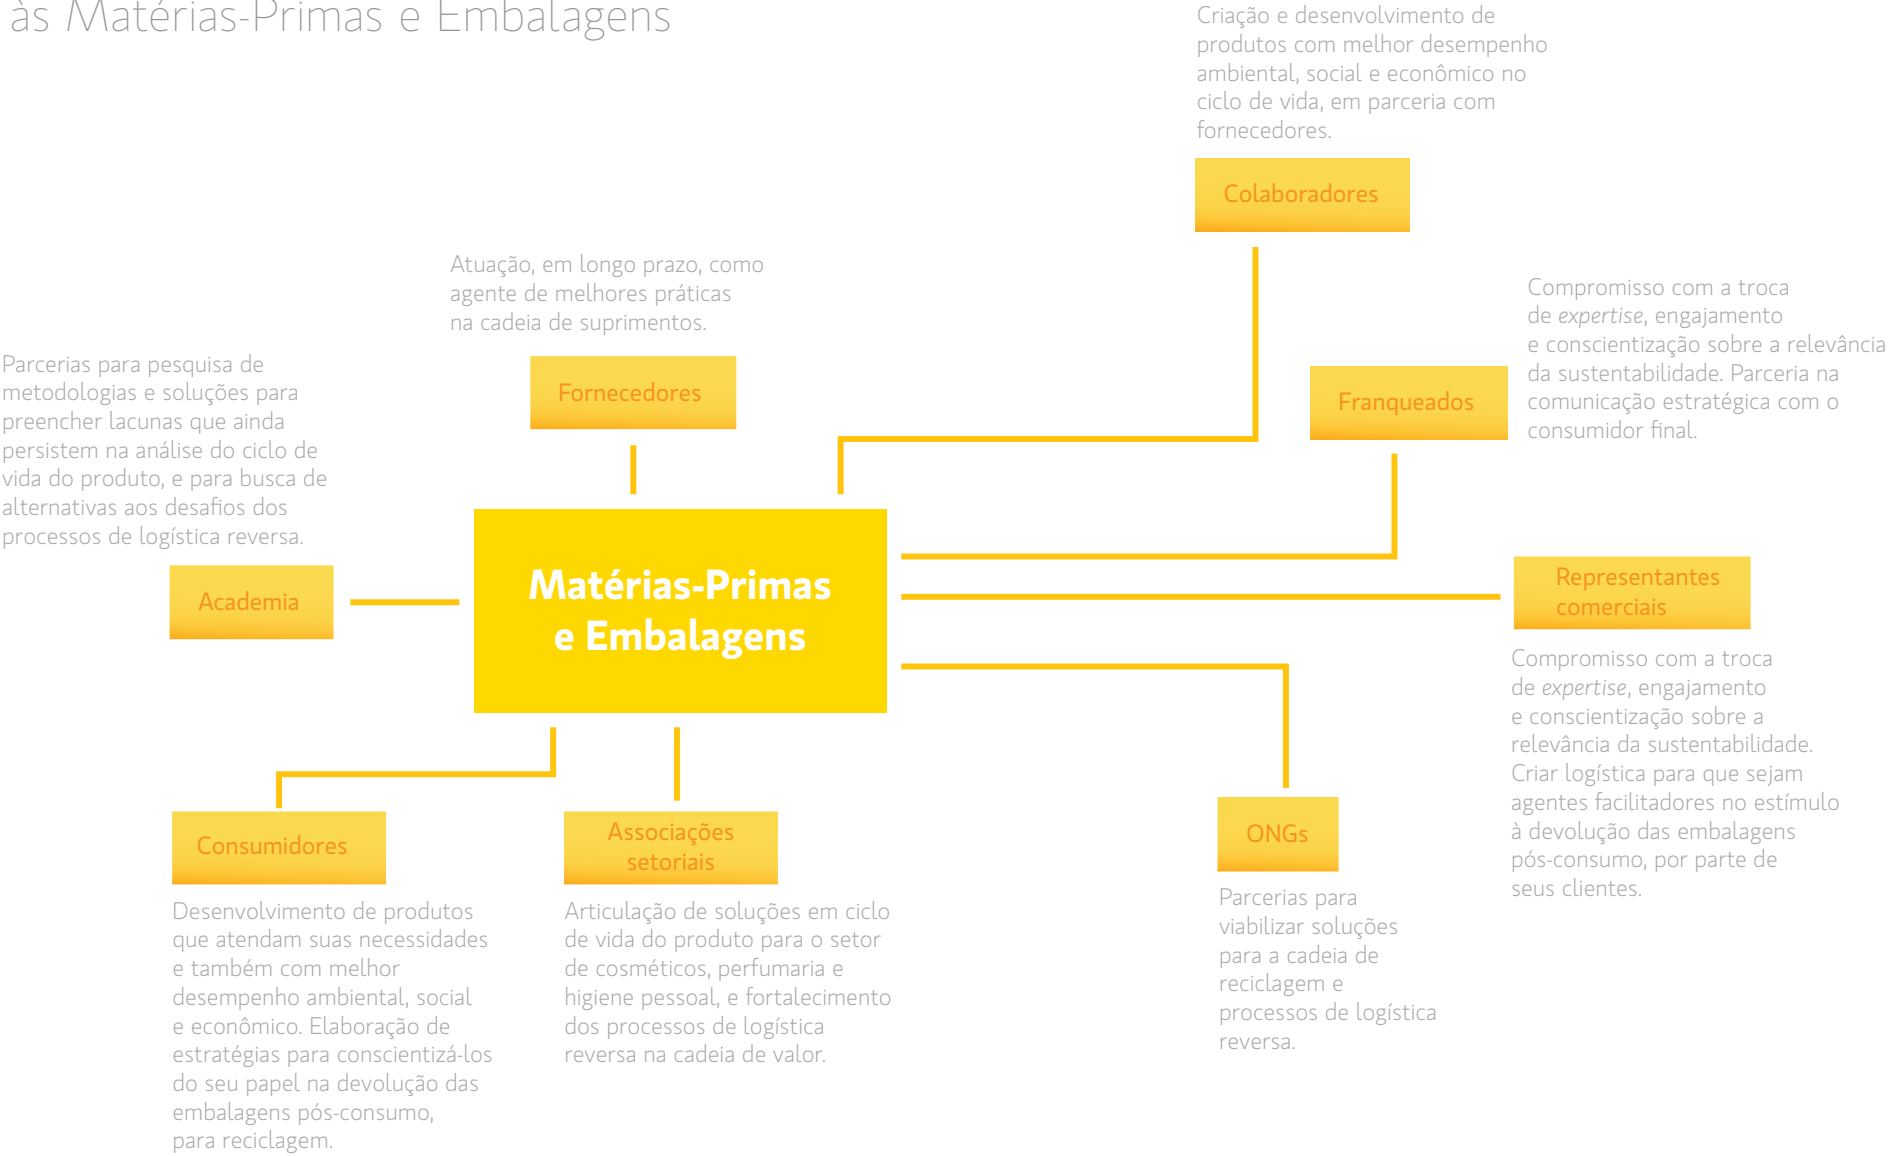 às Matérias-Primas e Embalagens
Criação e desenvolvimento de
produtos com melhor desempenho
ambiental, social e econômico no
ciclo de vida, em parceria com
fornecedores.
Colaboradores
Atuação, em longo prazo, como
agente de melhores práticas
na cadeia de suprimentos.
Fornecedores
Compromisso com a troca
de expertise, engajamento
e conscientização sobre a relevância
da sustentabilidade. Parceria na
comunicação estratégica com o
consumidor final.
Franqueados
Parcerias para pesquisa de
metodologias e soluções para
preencher lacunas que ainda
persistem na análise do ciclo de
vida do produto, e para busca de
alternativas aos desafios dos
processos de logística reversa.
Academia
Matérias-Primas
e Embalagens
Representantes
comerciais
Compromisso com a troca
de expertise, engajamento
e conscientização sobre a
relevância da sustentabilidade.
Criar logística para que sejam
agentes facilitadores no estímulo
à devolução das embalagens
pós-consumo, por parte de
seus clientes.
Consumidores
Desenvolvimento de produtos
que atendam suas necessidades
e também com melhor
desempenho ambiental, social
e econômico. Elaboração de
estratégias para conscientizá-los
do seu papel na devolução das
embalagens pós-consumo,
para reciclagem.
Associações
setoriais
Articulação de soluções em ciclo
de vida do produto para o setor
de cosméticos, perfumaria e
higiene pessoal, e fortalecimento
dos processos de logística
reversa na cadeia de valor.
ONGs
Parcerias para
viabilizar soluções
para a cadeia de
reciclagem e
processos de logística
reversa.